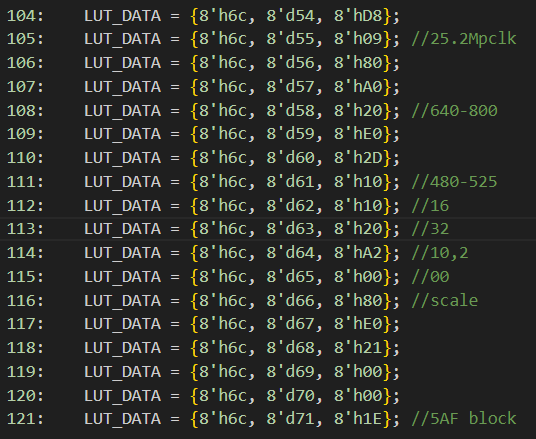 104:    LUT_DATA = {8'h6c, 8'd54, 8'hD8};
105:    LUT_DATA = {8'h6c, 8'd55, 8'h09}; //25.2Mpclk
106:    LUT_DATA = {8'h6c, 8'd56, 8'h80};
107:    LUT_DATA = {8'h6c, 8'd57, 8'hA0};
108:    LUT_DATA = {8'h6c, 8'd58, 8'h20}; //640-800
109:    LUT_DATA = {8'h6c, 8'd59, 8'hE0};
110:    LUT_DATA = {8'h6c, 8'd60, 8'h2D};
111:    LUT_DATA = {8'h6c, 8'd61, 8'h10}; //480-525
112:    LUT_DATA = {8'h6c, 8'd62, 8'h10}; //16
113:    LUT_DATA = {8'h6c, 8'd63, 8'h20}; //32
114:    LUT_DATA = {8'h6c, 8'd64, 8'hA2}; //10,2
115:    LUT_DATA = {8'h6c, 8'd65, 8'h00}; //00
116:    LUT_DATA = {8'h6c, 8'd66, 8'h80}; //scale
117:    LUT_DATA = {8'h6c, 8'd67, 8'hE0};
118:    LUT_DATA = {8'h6c, 8'd68, 8'h21};
119:    LUT_DATA = {8'h6c, 8'd69, 8'h00};
120:    LUT_DATA = {8'h6c, 8'd70, 8'h00};
121:    LUT_DATA = {8'h6c, 8'd71, 8'h1E}; //5AF block